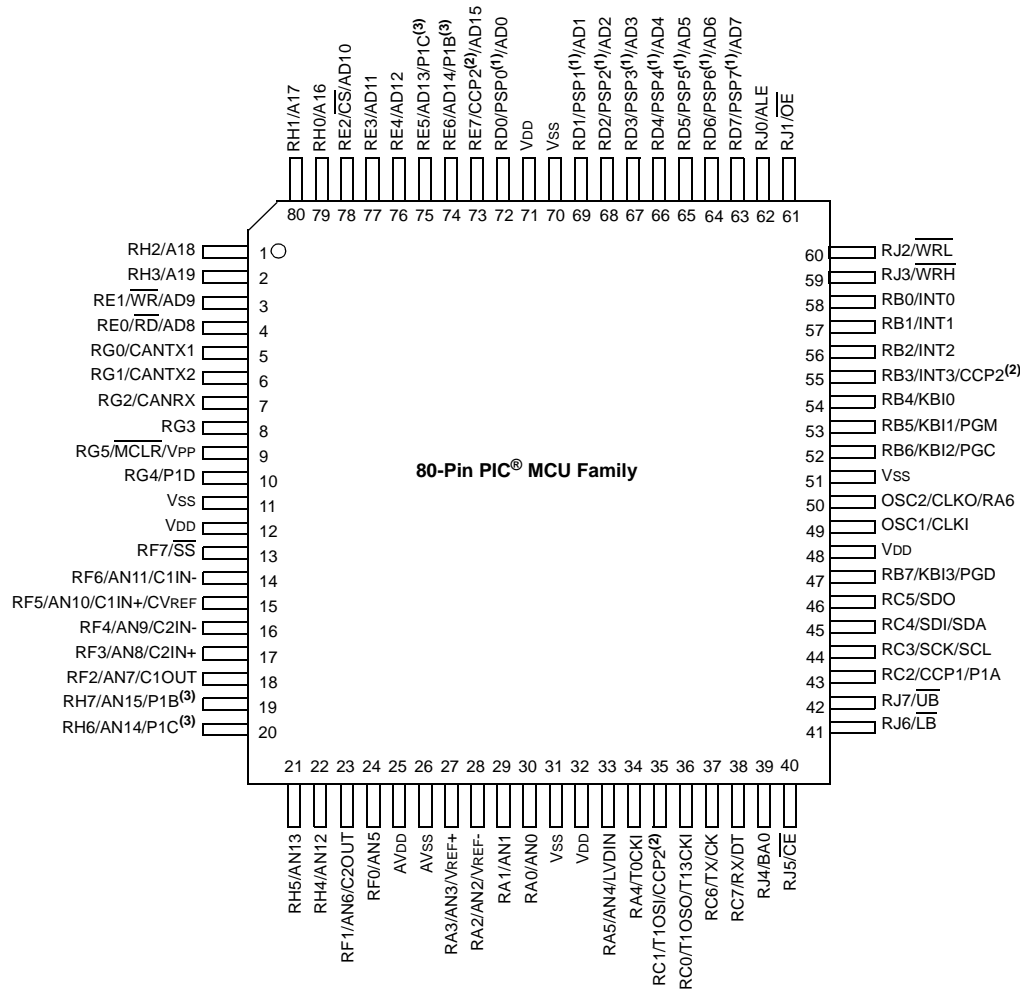 RH1/A17
RH0/A16
RE2/CS/AD10
RE3/AD11
RE4/AD12
RE5/AD13/P1C(3)
RE6/AD14/P1B(3)
RE7/CCP2(2)/AD15
RD0/PSP0(1)/AD0
VDD
VSS
RD1/PSP1(1)/AD1
RD2/PSP2(1)/AD2
RD3/PSP3(1)/AD3
RD4/PSP4(1)/AD4
RD5/PSP5(1)/AD5
RD6/PSP6(1)/AD6
RD7/PSP7(1)/AD7
RJ0/ALE
RJ1/OE
80 79 78 77 76 75 74 73 72 71 70 69 68 67 66 65 64 63 62 61
RH2/A18 1
RH3/A19 2
RE1/WR/AD9 3
RE0/RD/AD8 4
RG0/CANTX1 5
RG1/CANTX2 6
RG2/CANRX 7
RG3 8
RG5/MCLR/VPP 9
RG4/P1D 10
VSS 11
VDD 12
RF7/SS 13
RF6/AN11/C1IN- 14
RF5/AN10/C1IN+/CVREF 15
RF4/AN9/C2IN- 16
RF3/AN8/C2IN+ 17
RF2/AN7/C1OUT 18
RH7/AN15/P1B(3) 19
RH6/AN14/P1C(3) 20
80-Pin PIC® MCU Family
60 RJ2/WRL
59 RJ3/WRH
58 RB0/INT0
57 RB1/INT1
56 RB2/INT2
55 RB3/INT3/CCP2(2)
54 RB4/KBI0
53 RB5/KBI1/PGM
52 RB6/KBI2/PGC
51 VSS
50 OSC2/CLKO/RA6
49 OSC1/CLKI
48 VDD
47 RB7/KBI3/PGD
46 RC5/SDO
45 RC4/SDI/SDA
44 RC3/SCK/SCL
43 RC2/CCP1/P1A
42 RJ7/UB
41 RJ6/LB
21 22 23 24 25 26 27 28 29 30 31 32 33 34 35 36 37 38 39 40
RH5/AN13
RH4/AN12
RF1/AN6/C2OUT
RF0/AN5
AVDD
AVSS
RA3/AN3/VREF+
RA2/AN2/VREF-
RA1/AN1
RA0/AN0
VSS
VDD
RA5/AN4/LVDIN
RA4/T0CKI
RC1/T1OSI/CCP2(2)
RC0/T1OSO/T13CKI
RC6/TX/CK
RC7/RX/DT
RJ4/BA0
RJ5/CE